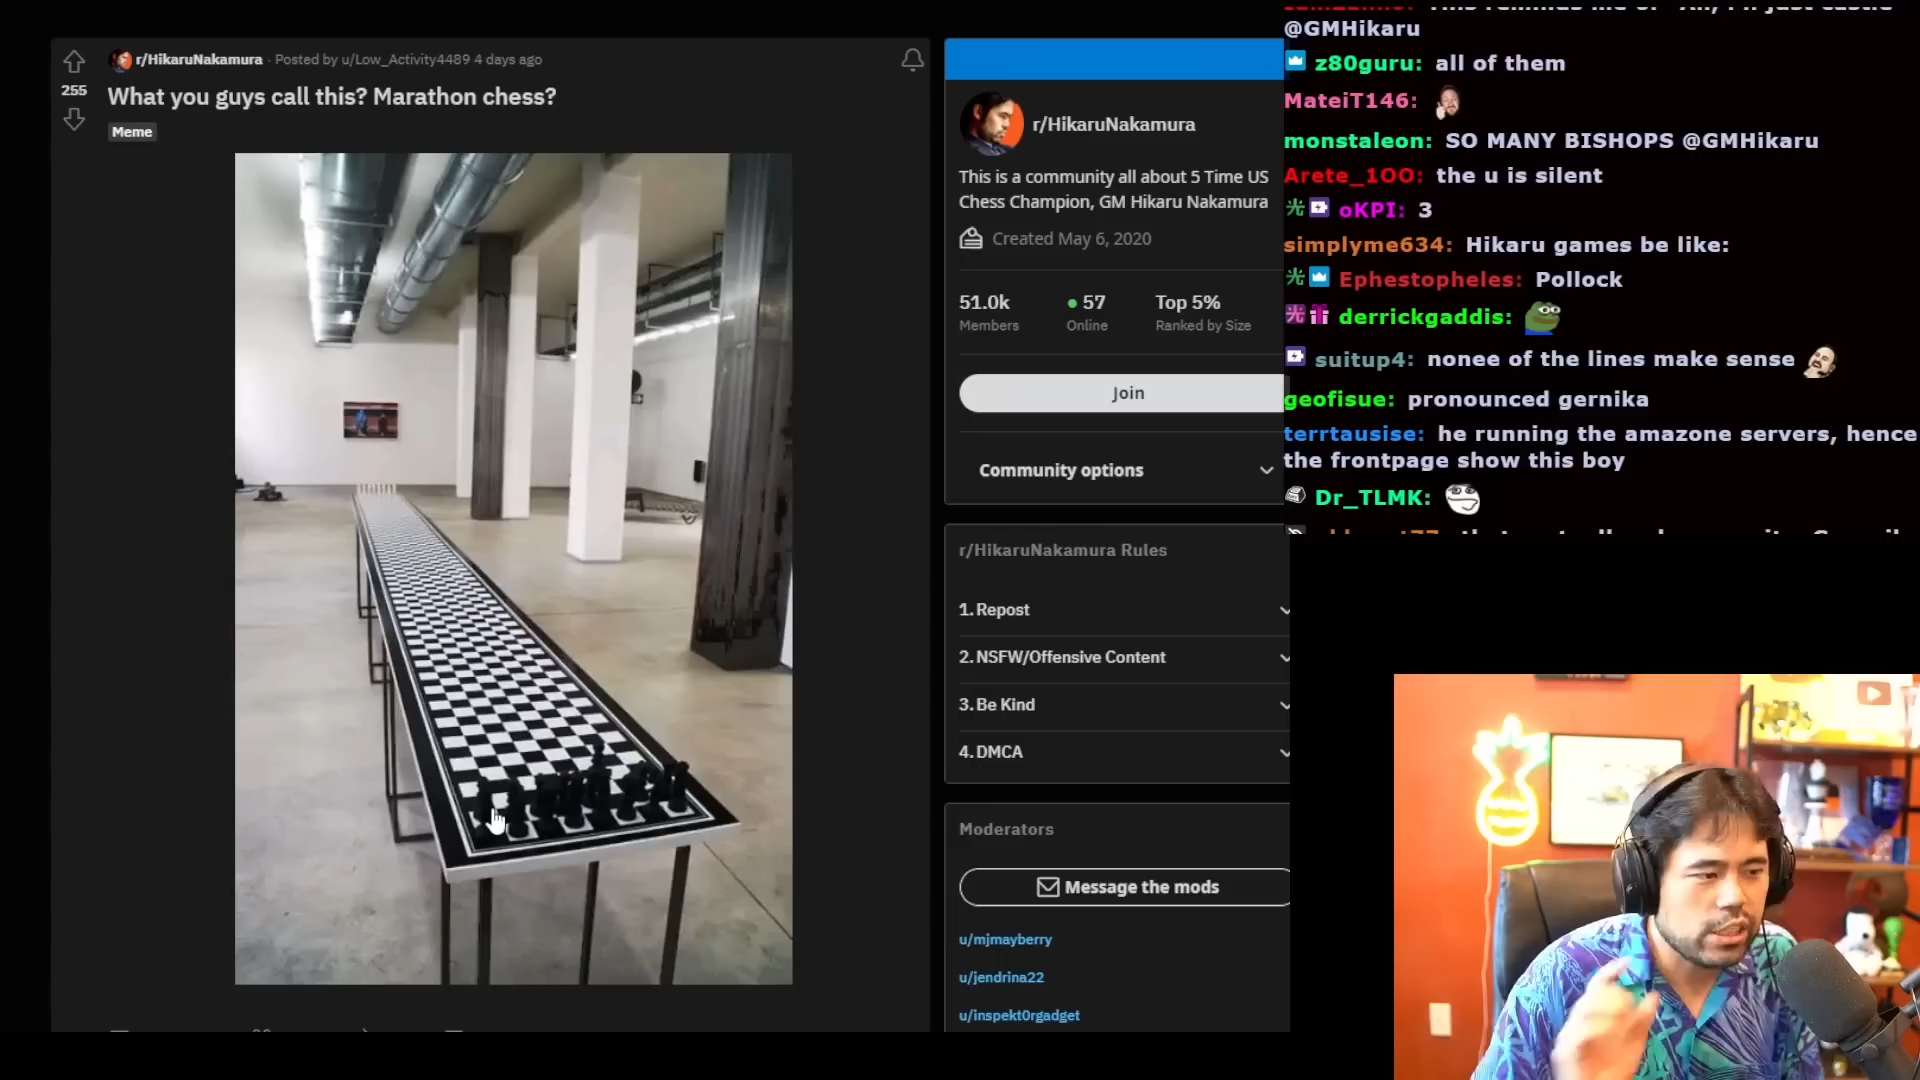 r/HikaruNakamura · Posted by u/Low_Activity4489 4 days ago
255
What you guys call this? Marathon chess?
Meme
r/HikaruNakamura
This is a community all about 5 Time US
Chess Champion, GM Hikaru Nakamura
Created May 6, 2020
51.0k
Members
57
Online
Top 5%
Ranked by Size
Join
Community options
r/HikaruNakamura Rules
1. Repost
2. NSFW/Offensive Content
3. Be Kind
4. DMCA
Moderators
Message the mods
u/mjmayberry
u/jendrina22
u/inspekt0rgadget
@GMHikaru
z80guru: all of them
MateiT146:
monstaleon: SO MANY BISHOPS @GMHikaru
Arete_1OO: the u is silent
oKPI: 3
simplyme634: Hikaru games be like:
Ephestopheles: Pollock
derrickgaddis:
suitup4: nonee of the lines make sense
geofisue: pronounced gernika
terrtausise: he running the amazone servers, hence
the frontpage show this boy
Dr_TLMK: